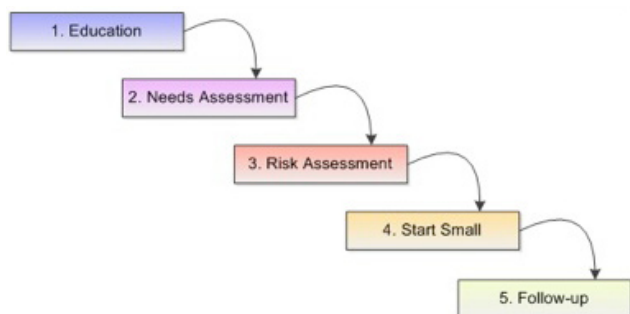 1. Education
2. Needs Assessment
3. Risk Assessment
4. Start Small
5. Follow-up